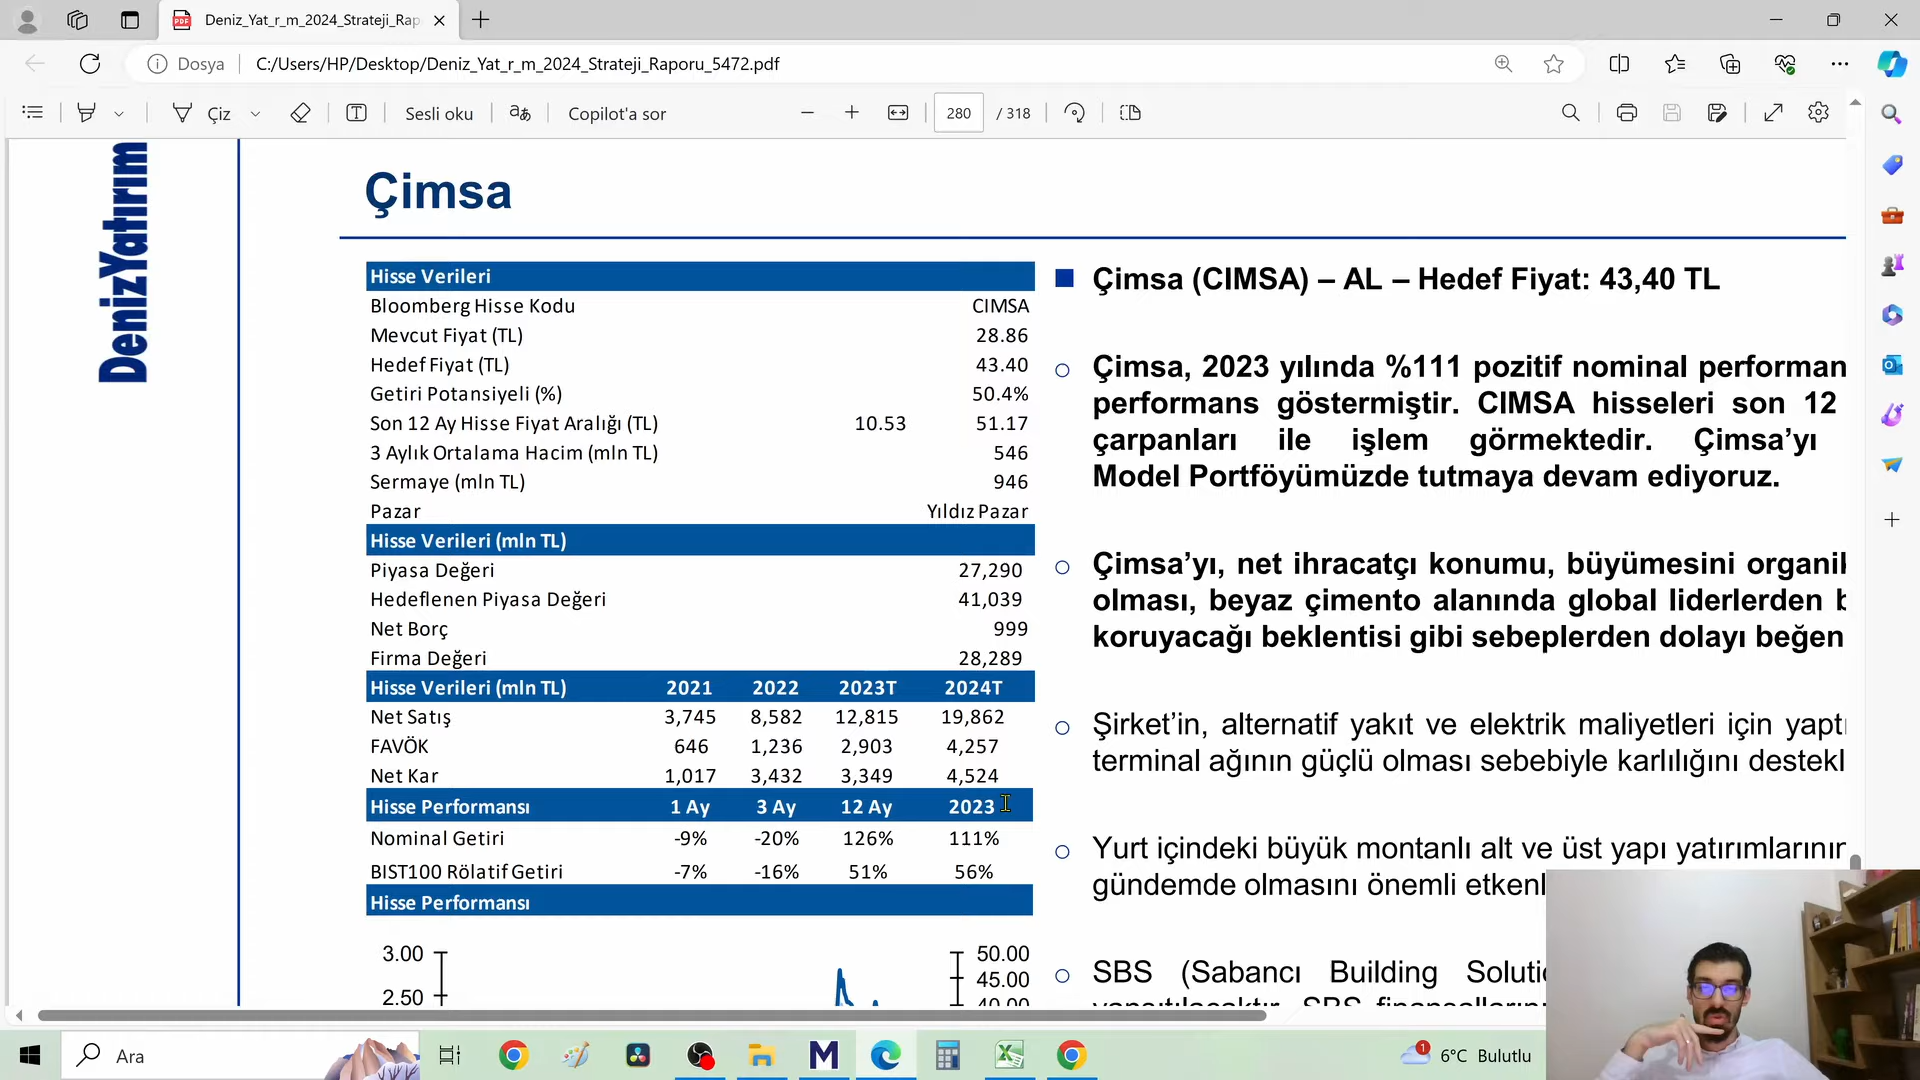 Deniz_Yat_r_m_2024_Strateji_Rap
Dosya
C:/Users/HP/Desktop/Deniz_Yat_r_m_2024_Strateji_Raporu_5472.pdf
Çiz
Sesli oku
aあ
Copilot'a sor
280 / 318
DenizYatırım
Çimsa
Hisse Verileri
Bloomberg Hisse Kodu CIMSA
Mevcut Fiyat (TL) 28.86
Hedef Fiyat (TL) 43.40
Getiri Potansiyeli (%) 50.4%
Son 12 Ay Hisse Fiyat Aralığı (TL) 10.53 51.17
3 Aylık Ortalama Hacim (mln TL) 546
Sermaye (mln TL) 946
Pazar Yıldız Pazar
Hisse Verileri (mln TL)
Piyasa Değeri 27,290
Hedeflenen Piyasa Değeri 41,039
Net Borç 999
Firma Değeri 28,289
Hisse Verileri (mln TL) 2021 2022 2023T 2024T
Net Satış 3,745 8,582 12,815 19,862
FAVÖK 646 1,236 2,903 4,257
Net Kar 1,017 3,432 3,349 4,524
Hisse Performansı 1 Ay 3 Ay 12 Ay 2023
Nominal Getiri -9% -20% 126% 111%
BIST100 Rölatif Getiri -7% -16% 51% 56%
Hisse Performansı
3.00 50.00
45.00
2.50 40.00
Çimsa (CIMSA) – AL – Hedef Fiyat: 43,40 TL
Çimsa, 2023 yılında %111 pozitif nominal performan
performans göstermiştir. CIMSA hisseleri son 12
çarpanları ile işlem görmektedir. Çimsa’yı
Model Portföyümüzde tutmaya devam ediyoruz.
Çimsa’yı, net ihracatçı konumu, büyümesini organik
olması, beyaz çimento alanında global liderlerden b
koruyacağı beklentisi gibi sebeplerden dolayı beğen
Şirket’in, alternatif yakıt ve elektrik maliyetleri için yaptı
terminal ağının güçlü olması sebebiyle karlılığını destekl
Yurt içindeki büyük montanlı alt ve üst yapı yatırımlarının
gündemde olmasını önemli etkenl
SBS (Sabancı Building Soluti
Ara
1
6°C Bulutlu